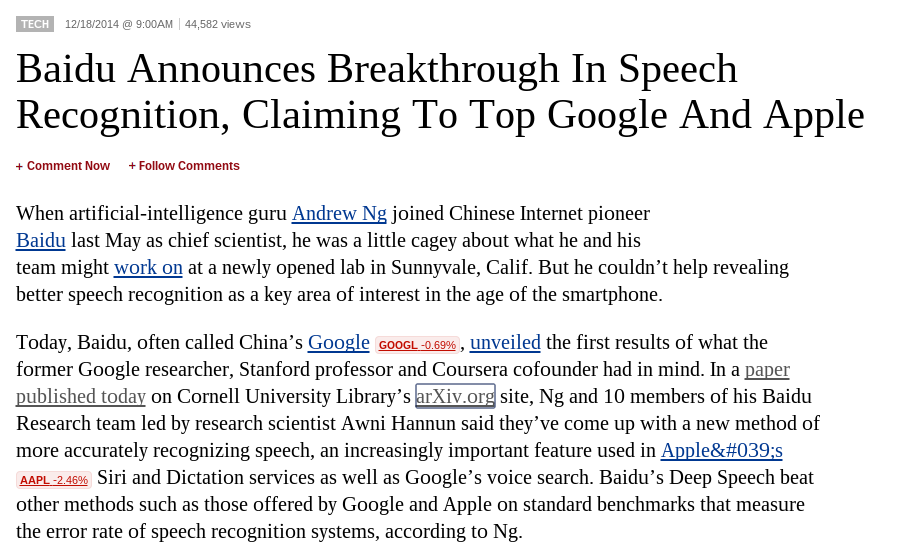 TECH 12/18/2014 @ 9:00AM 44,582 views
Baidu Announces Breakthrough In Speech
Recognition, Claiming To Top Google And Apple
+ Comment Now + Follow Comments
When artificial-intelligence guru Andrew Ng joined Chinese Internet pioneer
Baidu last May as chief scientist, he was a little cagey about what he and his
team might work on at a newly opened lab in Sunnyvale, Calif. But he couldn’t help revealing
better speech recognition as a key area of interest in the age of the smartphone.
Today, Baidu, often called China’s Google GOOGL -0.69% , unveiled the first results of what the
former Google researcher, Stanford professor and Coursera cofounder had in mind. In a paper
published today on Cornell University Library’s arXiv.org site, Ng and 10 members of his Baidu
Research team led by research scientist Awni Hannun said they’ve come up with a new method of
more accurately recognizing speech, an increasingly important feature used in Apple&#039;s
AAPL -2.46% Siri and Dictation services as well as Google’s voice search. Baidu’s Deep Speech beat
other methods such as those offered by Google and Apple on standard benchmarks that measure
the error rate of speech recognition systems, according to Ng.